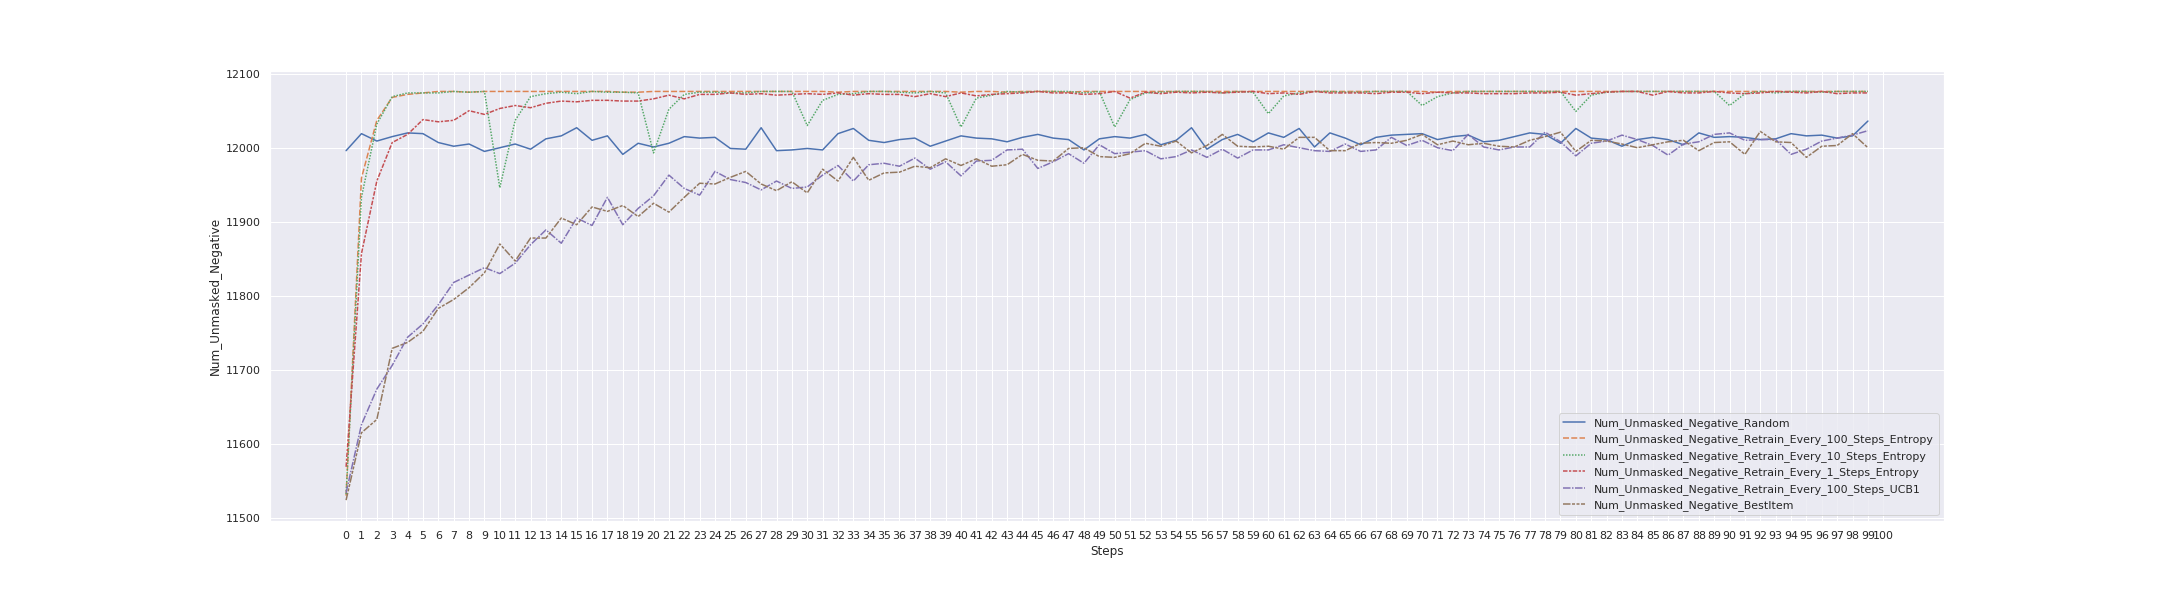 12100
12000
11900
11800
11700
11600
11500
Num_Unmasked_Negative
Num_Unmasked_Negative_Random
Num_Unmasked_Negative_Retrain_Every_100_Steps_Entropy
Num_Unmasked_Negative_Retrain_Every_10_Steps_Entropy
Num_Unmasked_Negative_Retrain_Every_1_Steps_Entropy
Num_Unmasked_Negative_Retrain_Every_100_Steps_UCB1
Num_Unmasked_Negative_BestItem
0 1 2 3 4 5 6 7 8 9 10 11 12 13 14 15 16 17 18 19 20 21 22 23 24 25 26 27 28 29 30 31 32 33 34 35 36 37 38 39 40 41 42 43 44 45 46 47 48 49 50 51 52 53 54 55 56 57 58 59 60 61 62 63 64 65 66 67 68 69 70 71 72 73 74 75 76 77 78 79 80 81 82 83 84 85 86 87 88 89 90 91 92 93 94 95 96 97 98 99 100
Steps